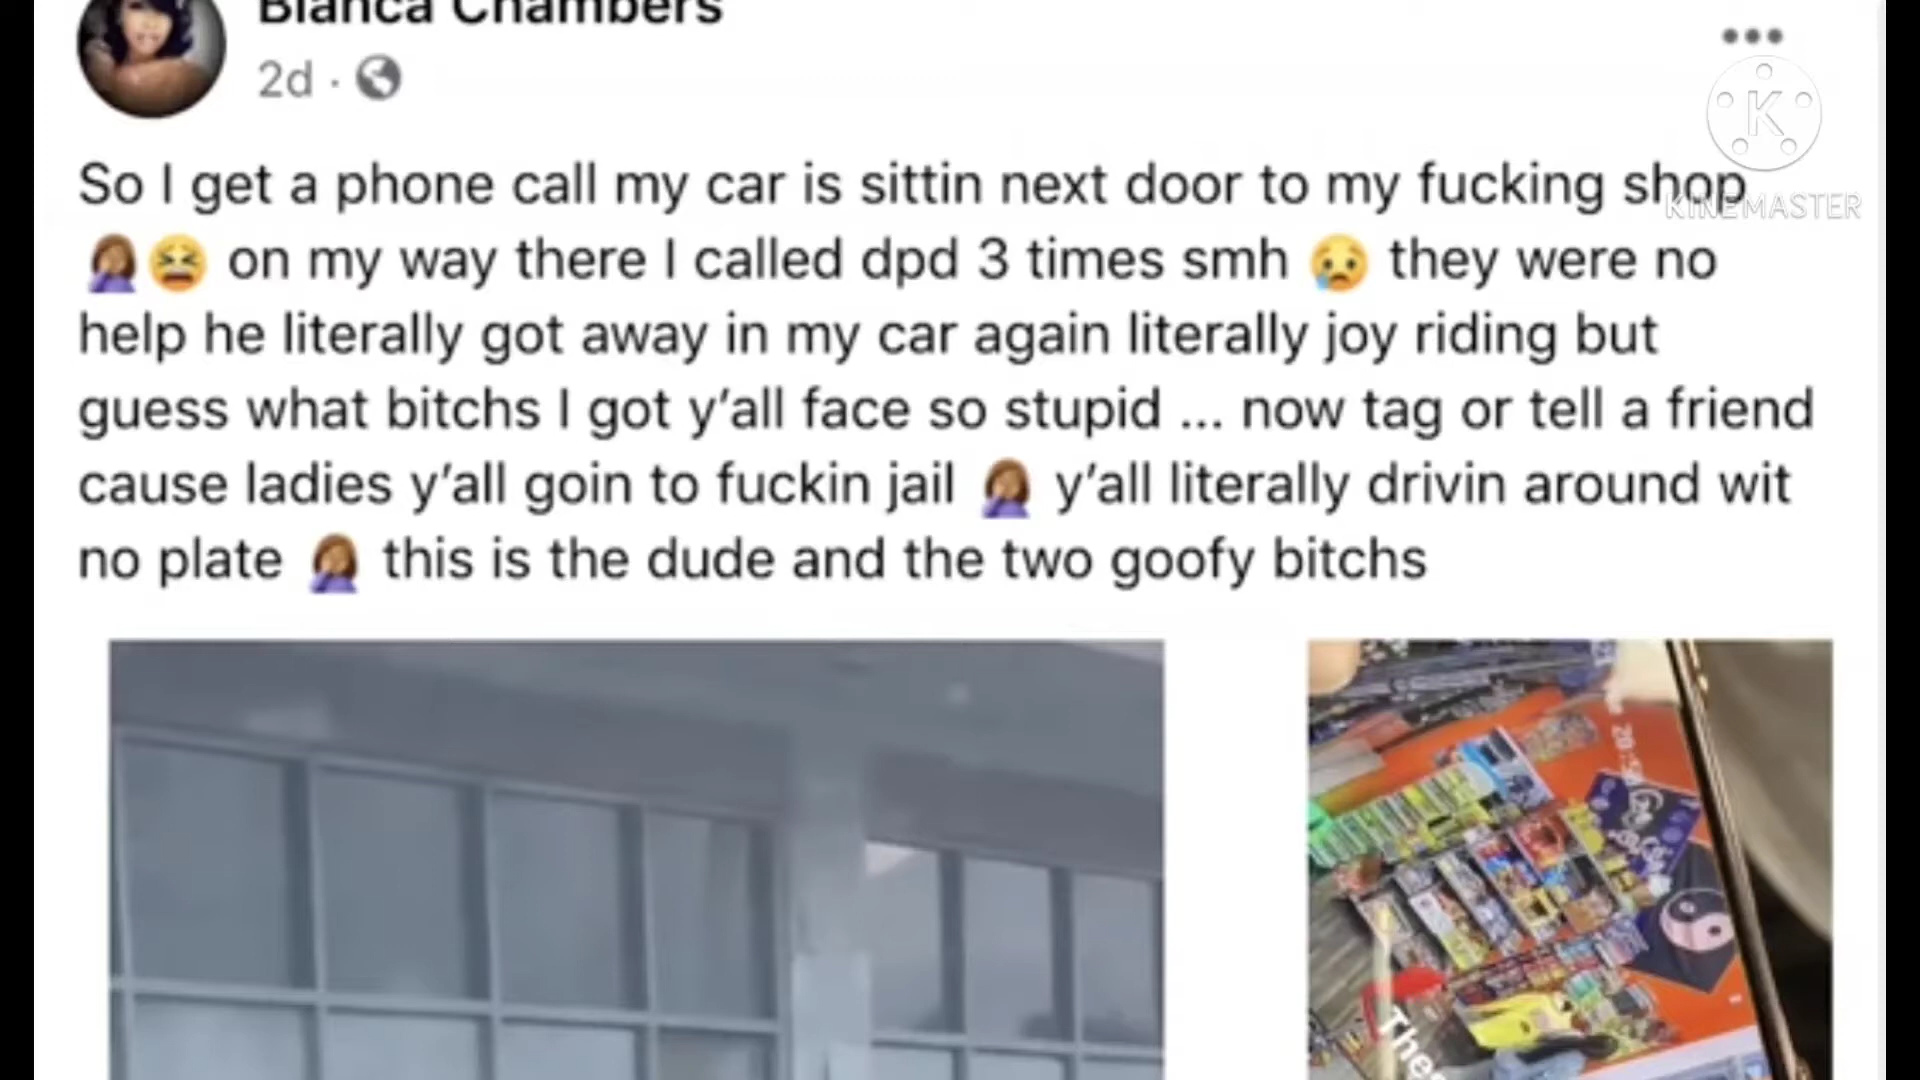 Bianca Chambers
2d ·
So I get a phone call my car is sittin next door to my fucking shop
🤦🏽‍♀️😫 on my way there I called dpd 3 times smh 😢 they were no
help he literally got away in my car again literally joy riding but
guess what bitchs I got y’all face so stupid ... now tag or tell a friend
cause ladies y’all goin to fuckin jail 🤦🏽‍♀️ y’all literally drivin around wit
no plate 🤦🏽‍♀️ this is the dude and the two goofy bitchs
K
KINEMASTER